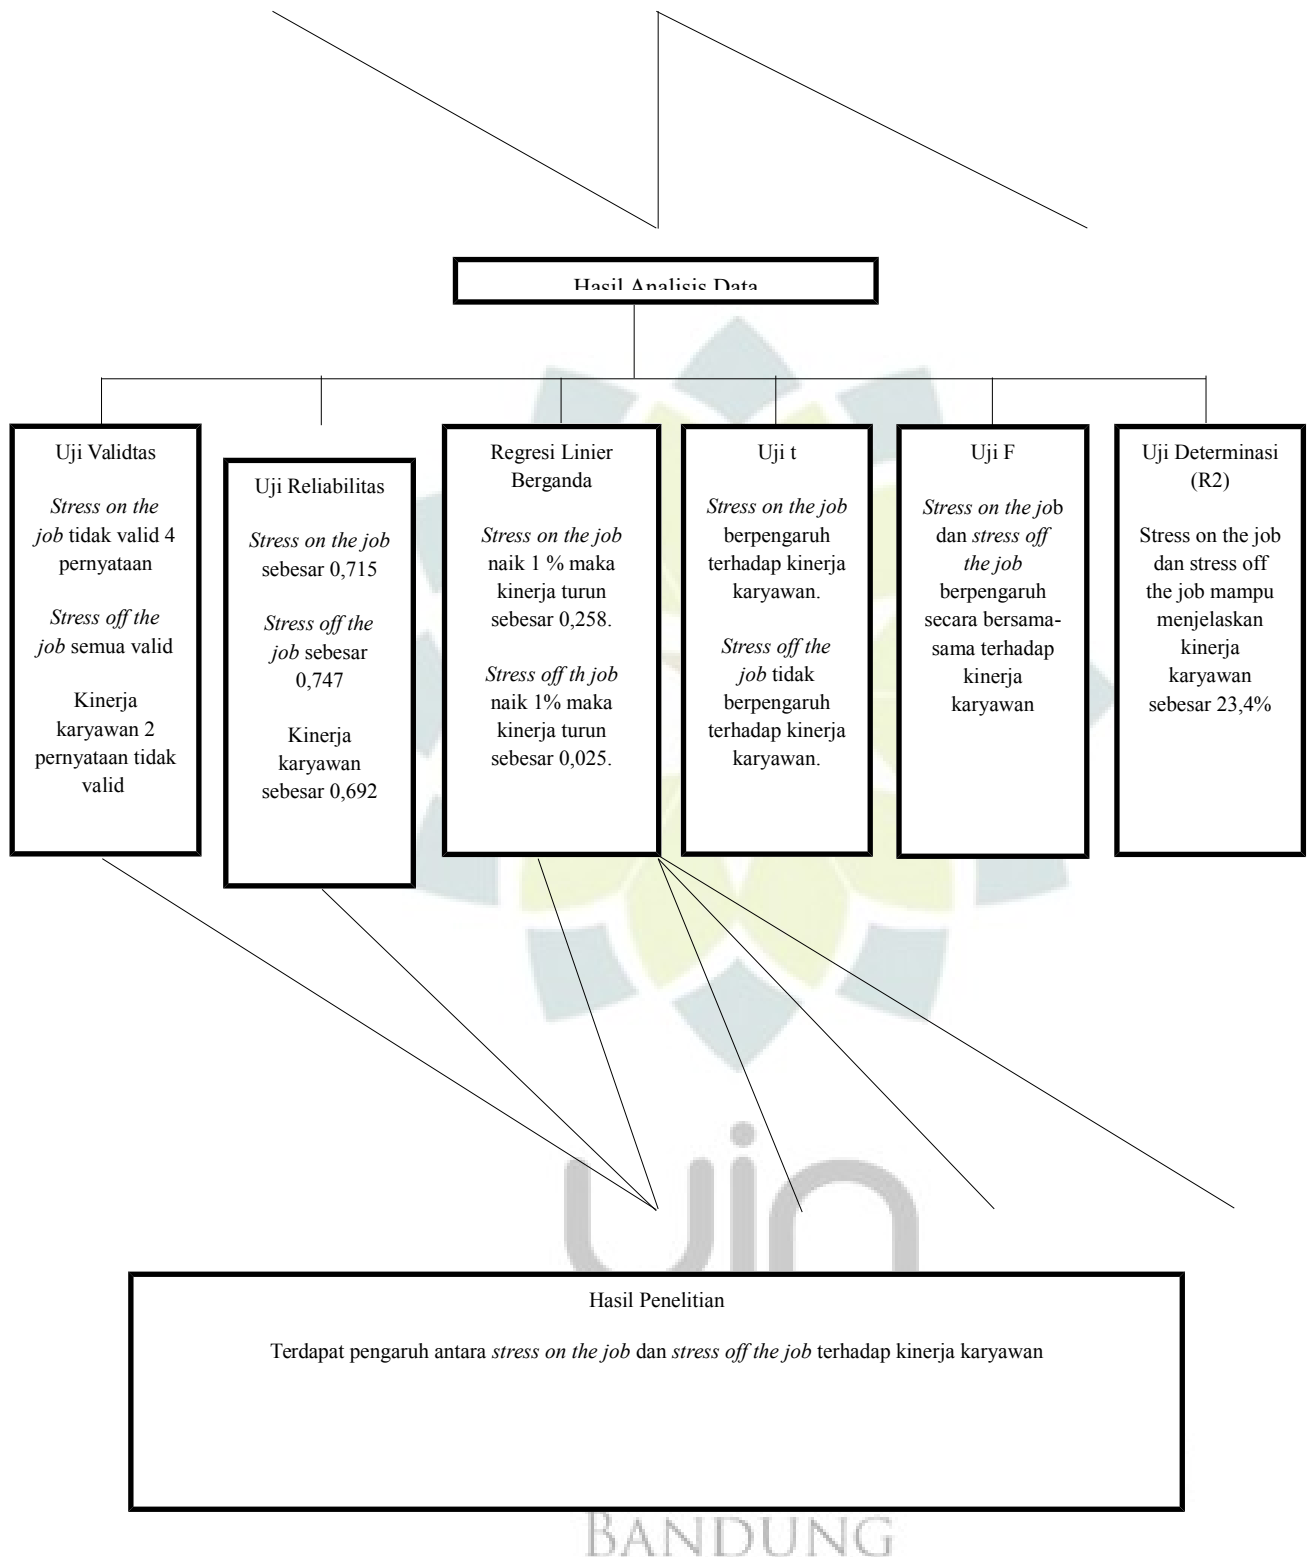 Hasil Analisis Data
Uji Validtas
Stress on the
job tidak valid 4
pernyataan
Stress off the
job semua valid
Kinerja
karyawan 2
pernyataan tidak
valid
Uji Reliabilitas
Stress on the job
sebesar 0,715
Stress off the
job sebesar
0,747
Kinerja
karyawan
sebesar 0,692
Regresi Linier
Berganda
Stress on the job
naik 1 % maka
kinerja turun
sebesar 0,258.
Stress off th job
naik 1% maka
kinerja turun
sebesar 0,025.
Uji t
Stress on the job
berpengaruh
terhadap kinerja
karyawan.
Stress off the
job tidak
berpengaruh
terhadap kinerja
karyawan.
Uji F
Stress on the job
dan stress off
the job
berpengaruh
secara bersama-
sama terhadap
kinerja
karyawan
Uji Determinasi
(R2)
Stress on the job
dan stress off
the job mampu
menjelaskan
kinerja
karyawan
sebesar 23,4%
uin
Hasil Penelitian
Terdapat pengaruh antara stress on the job dan stress off the job terhadap kinerja karyawan
BANDUNG